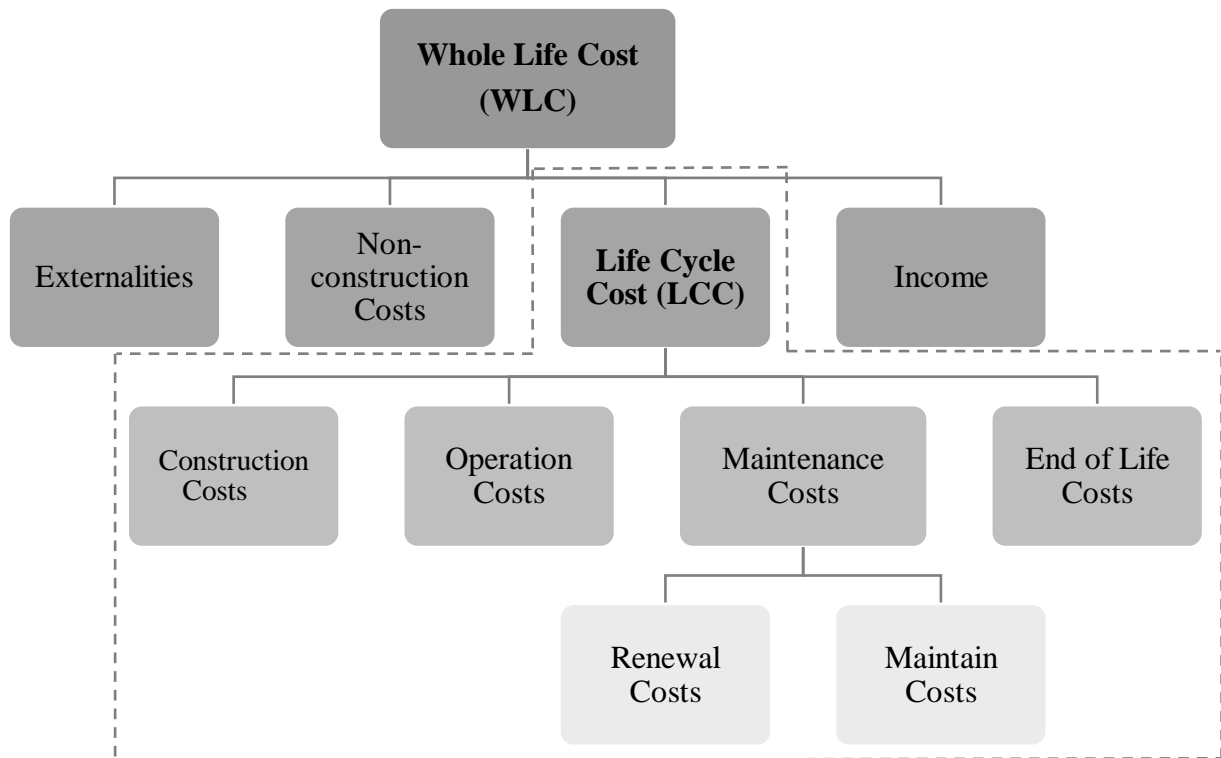 Whole Life Cost
(WLC)
Externalities
Non-
construction
Costs
Life Cycle
Cost (LCC)
Income
Construction
Costs
Operation
Costs
Maintenance
Costs
End of Life
Costs
Renewal
Costs
Maintain
Costs